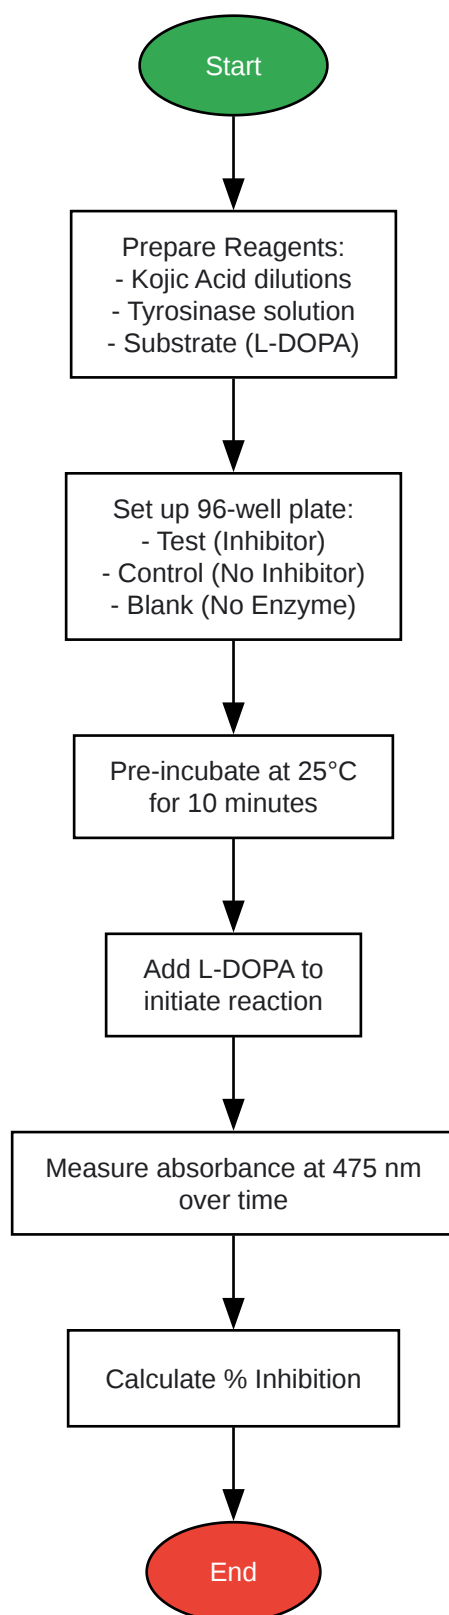 Start
Prepare Reagents:
- Kojic Acid dilutions
- Tyrosinase solution
- Substrate (L-DOPA)
Set up 96-well plate:
- Test (Inhibitor)
- Control (No Inhibitor)
- Blank (No Enzyme)
Pre-incubate at 25°C
for 10 minutes
Add L-DOPA to
initiate reaction
Measure absorbance at 475 nm
over time
Calculate % Inhibition
End